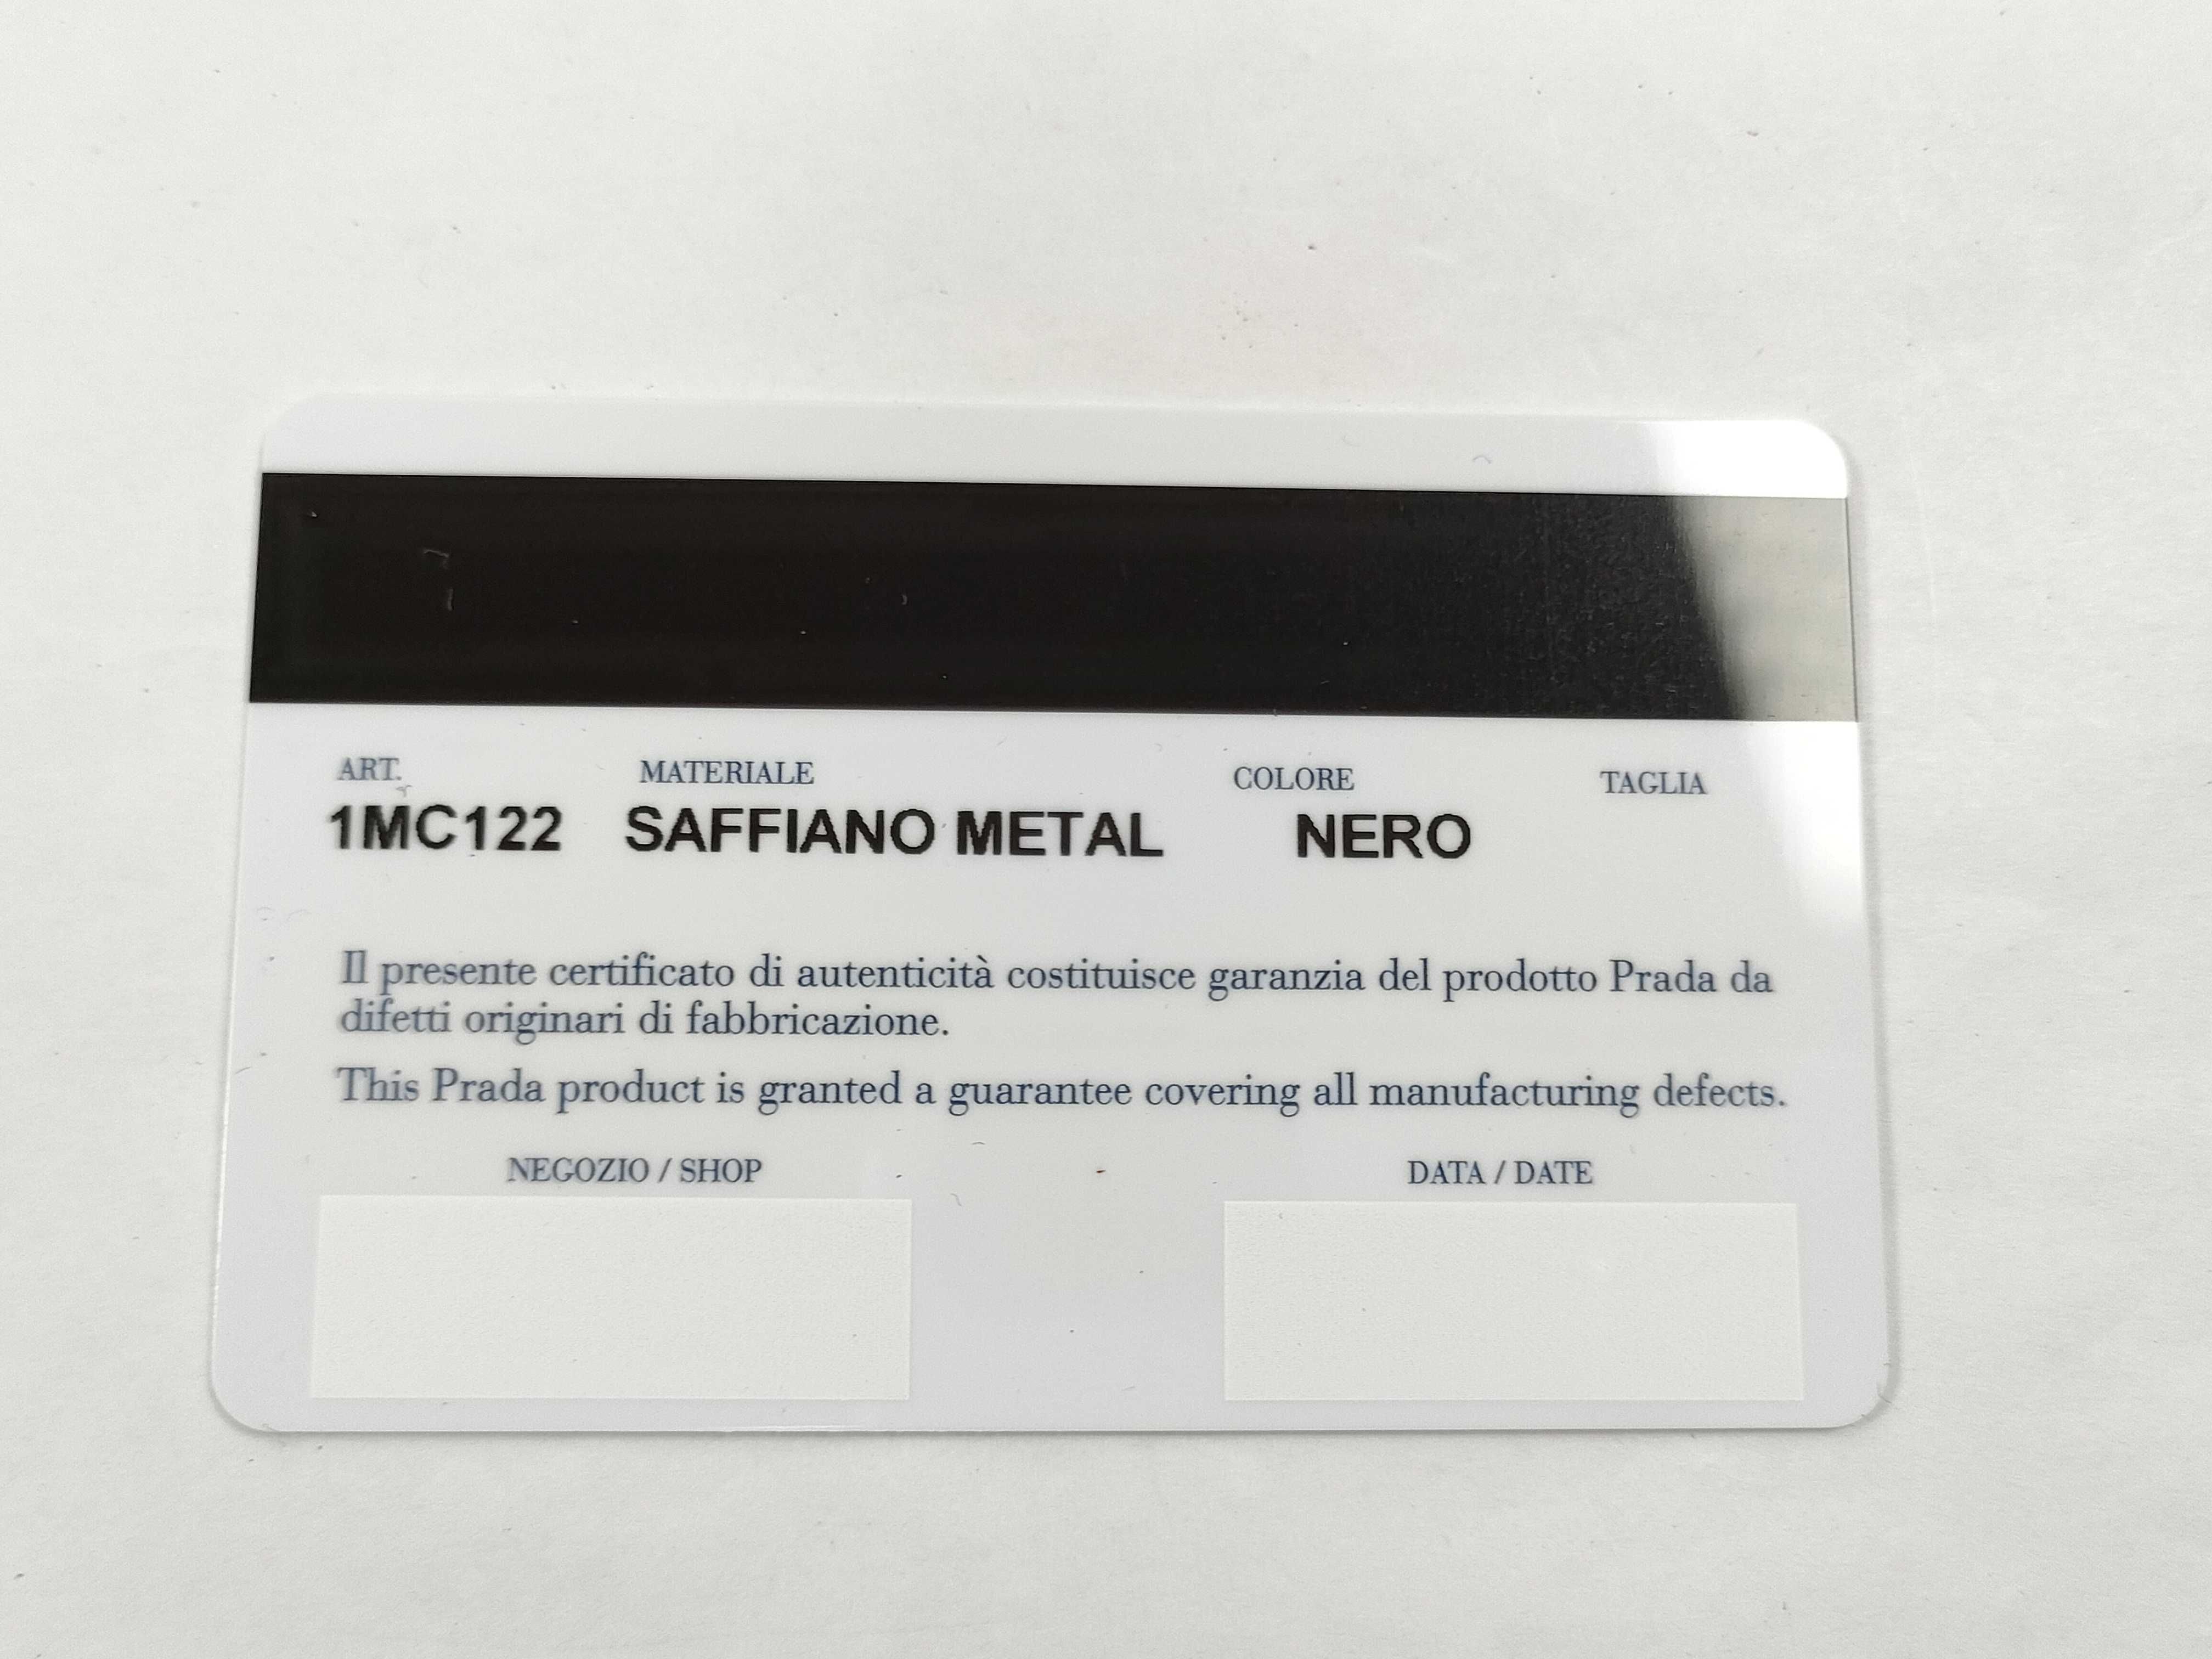 ART. MATERIALE COLORE TAGLIA
1MC122 SAFFIANO METAL NERO
Il presente certificato di autenticità costituisce garanzia del prodotto Prada da
difetti originari di fabbricazione.
This Prada product is granted a guarantee covering all manufacturing defects.
NEGOZIO / SHOP DATA / DATE